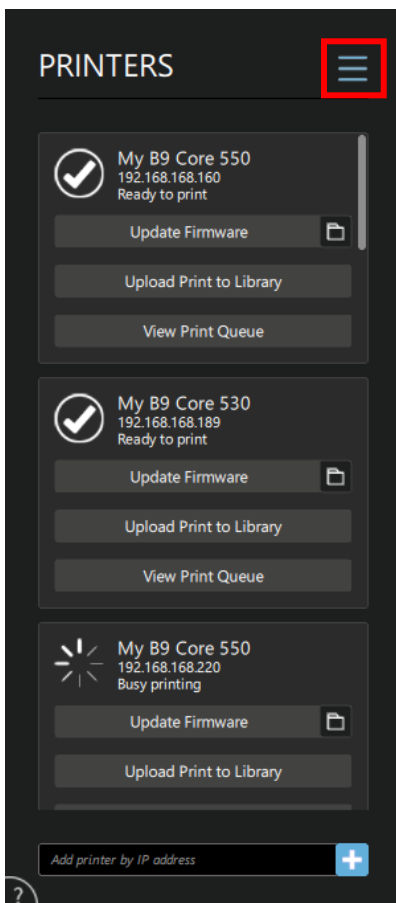 PRINTERS
My B9 Core 550
192.168.168.160
Ready to print
Update Firmware
Upload Print to Library
View Print Queue
My B9 Core 530
192.168.168.189
Ready to print
Update Firmware
Upload Print to Library
View Print Queue
My B9 Core 550
192.168.168.220
Busy printing
Update Firmware
Upload Print to Library
Add printer by IP address
?